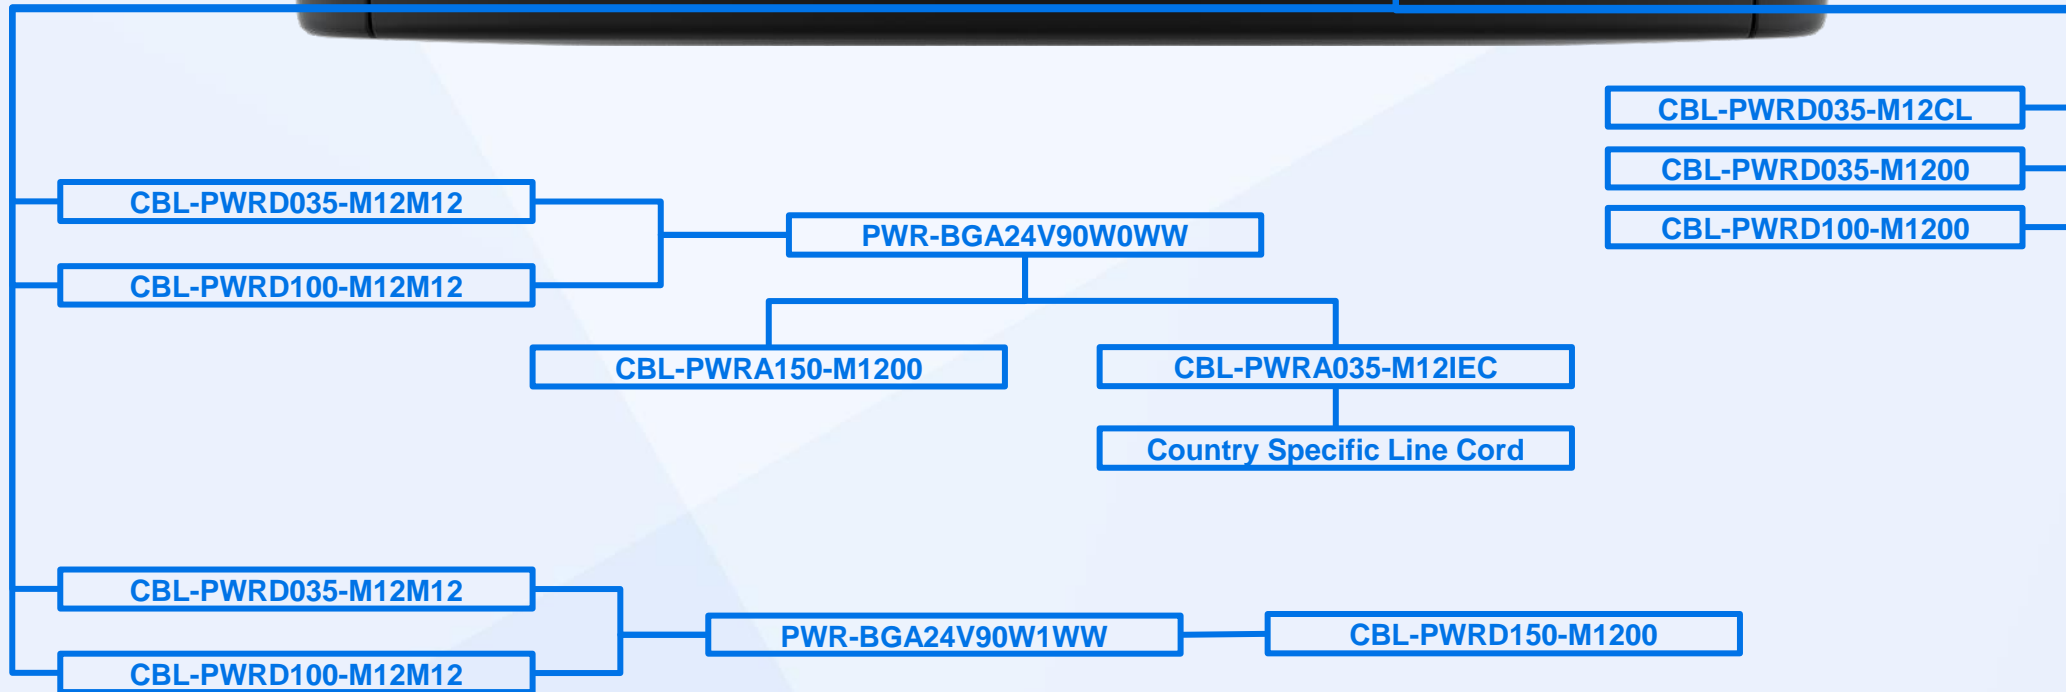 CBL-PWRD035-M12CL
CBL-PWRD035-M1200
CBL-PWRD035-M12M12
CBL-PWRD100-M1200
PWR-BGA24V90W0WW
CBL-PWRD100-M12M12
CBL-PWRA150-M1200
CBL-PWRA035-M12IEC
Country Specific Line Cord
CBL-PWRD035-M12M12
PWR-BGA24V90W1WW
CBL-PWRD150-M1200
CBL-PWRD100-M12M12